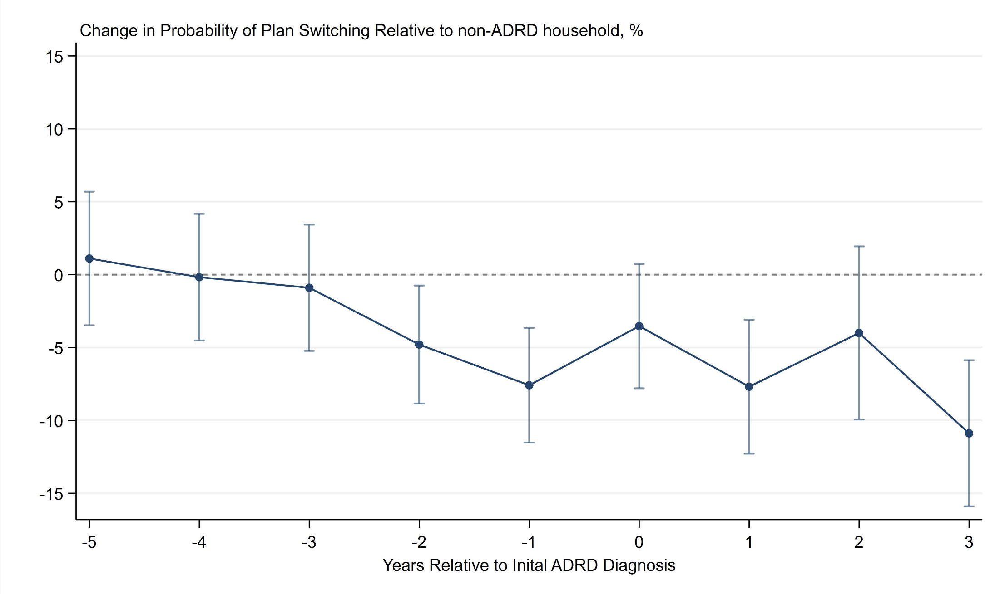 Change in Probability of Plan Switching Relative to non-ADRD household, %
15
10
5
0
-5
-10
-15
-5 -4 -3 -2 -1 0 1 2 3
Years Relative to Inital ADRD Diagnosis